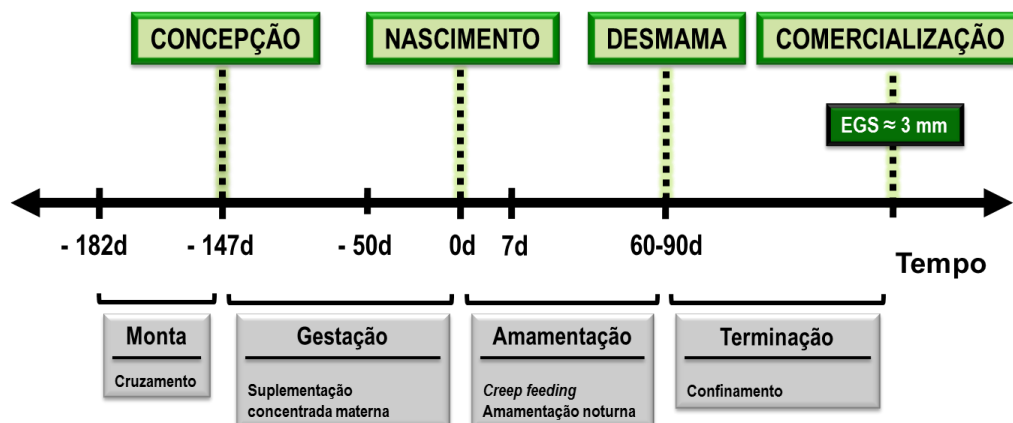 CONCEPÇÃO
NASCIMENTO
DESMAMA
COMERCIALIZAÇÃO
EGS ≈ 3 mm
- 182d
- 147d
- 50d
0d
7d
60-90d
Tempo
Monta
Cruzamento
Gestação
Suplementação
concentrada materna
Amamentação
Creep feeding
Amamentação noturna
Terminação
Confinamento